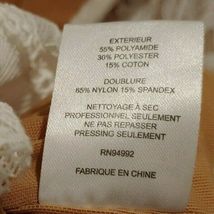 EXTERIEUR
55% POLYAMIDE
30% POLYESTER
15% COTON
DOUBLURE
85% NYLON 15% SPANDEX
NETTOYAGE À SEC
PROFESSIONNEL SEULEMENT
NE PAS REPASSER
PRESSING SEULEMENT
RN94992
FABRIQUE EN CHINE